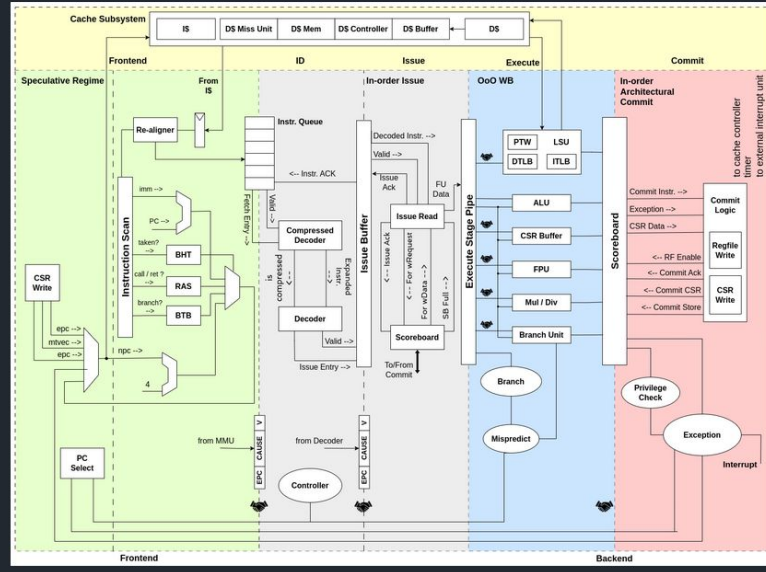 Cache Subsystem
I$
D$ Miss Unit
D$ Mem
D$ Controller
D$ Buffer
D$
Frontend
ID
Issue
Execute
Commit
Speculative Regime
From
I$
In-order Issue
OoO WB
In-order
Architectural
Commit
to cache controller
timer
to external interrupt unit
Re-aligner
Instr. Queue
Instruction Scan
imm -->
PC -->
taken?
-->
BHT
call / ret ?
-->
RAS
branch?
-->
BTB
CSR
Write
epc -->
mtvec -->
epc -->
npc -->
4
PC
Select
Fetch Entry -->
Valid -->
<-- Instr. ACK
Compressed
Decoder
is
compressed
<--
Expanded
Instr.
<--
Decoder
Valid -->
Issue Entry -->
from MMU
EPC
CAUSE
V
from Decoder
EPC
CAUSE
V
Controller
Issue Buffer
Decoded Instr. -->
Valid -->
Issue
Ack
FU
Data
Issue Read
<-- Issue Ack
<-- For wRequest
For wData -->
SB Full -->
Scoreboard
To/From
Commit
Execute Stage Pipe
PTW
LSU
DTLB
ITLB
ALU
CSR Buffer
FPU
Mul / Div
Branch Unit
Branch
Mispredict
Scoreboard
Commit Instr. -->
Exception -->
CSR Data -->
<-- RF Enable
<-- Commit Ack
<-- Commit CSR
<-- Commit Store
Commit
Logic
Regfile
Write
CSR
Write
Privilege
Check
Exception
Interrupt
Frontend
Backend